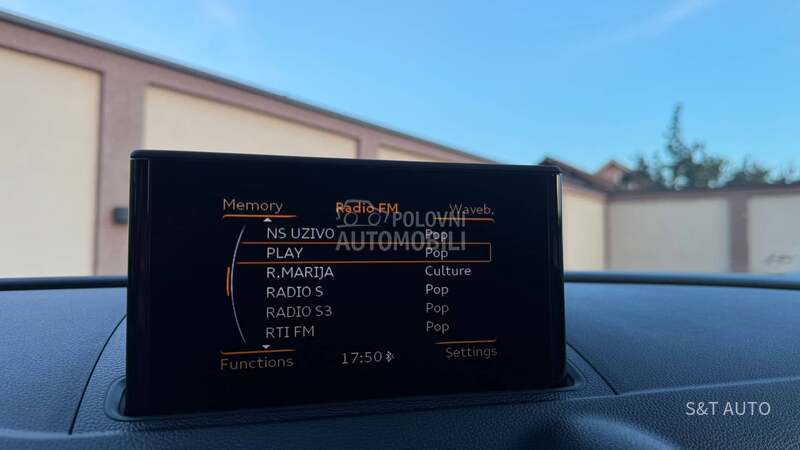 Memory Radio FM Waveb.
NS UZIVO Pop
PLAY Pop
R.MARIJA Culture
RADIO S Pop
RADIO S3 Pop
RTI FM Pop
Functions 17:50 Settings
POLOVNI
AUTOMOBILI
S&T AUTO